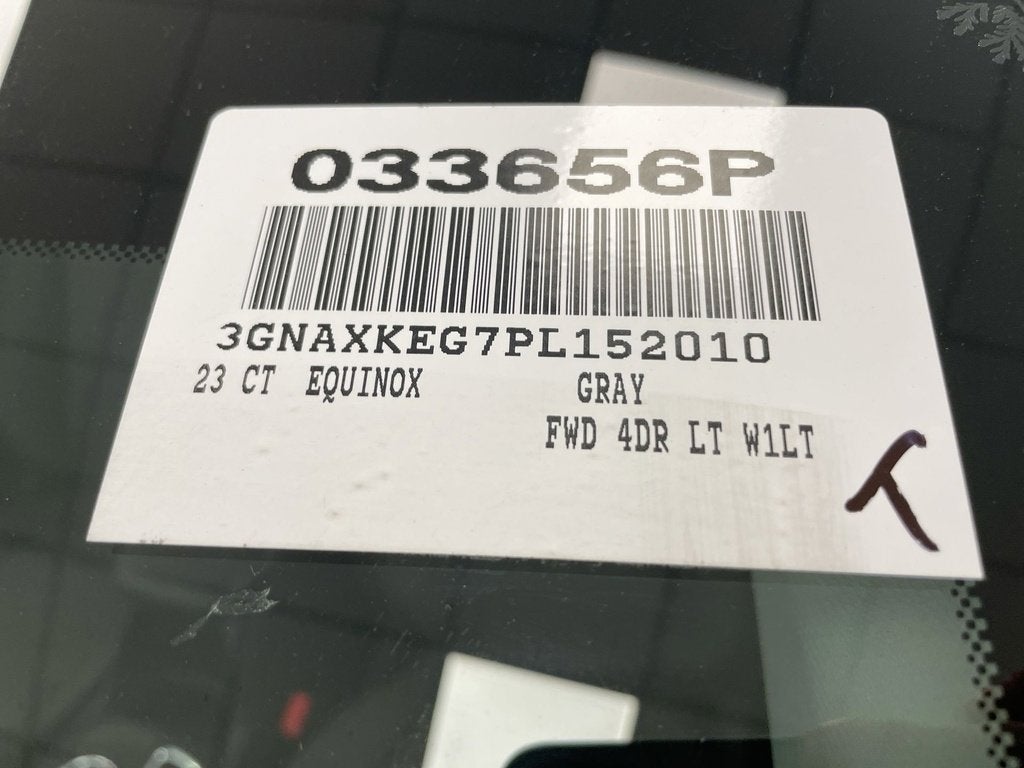 033656P
3GNAXKEG7PL152010
23 CT EQUINOX GRAY
FWD 4DR LT W1LT
T